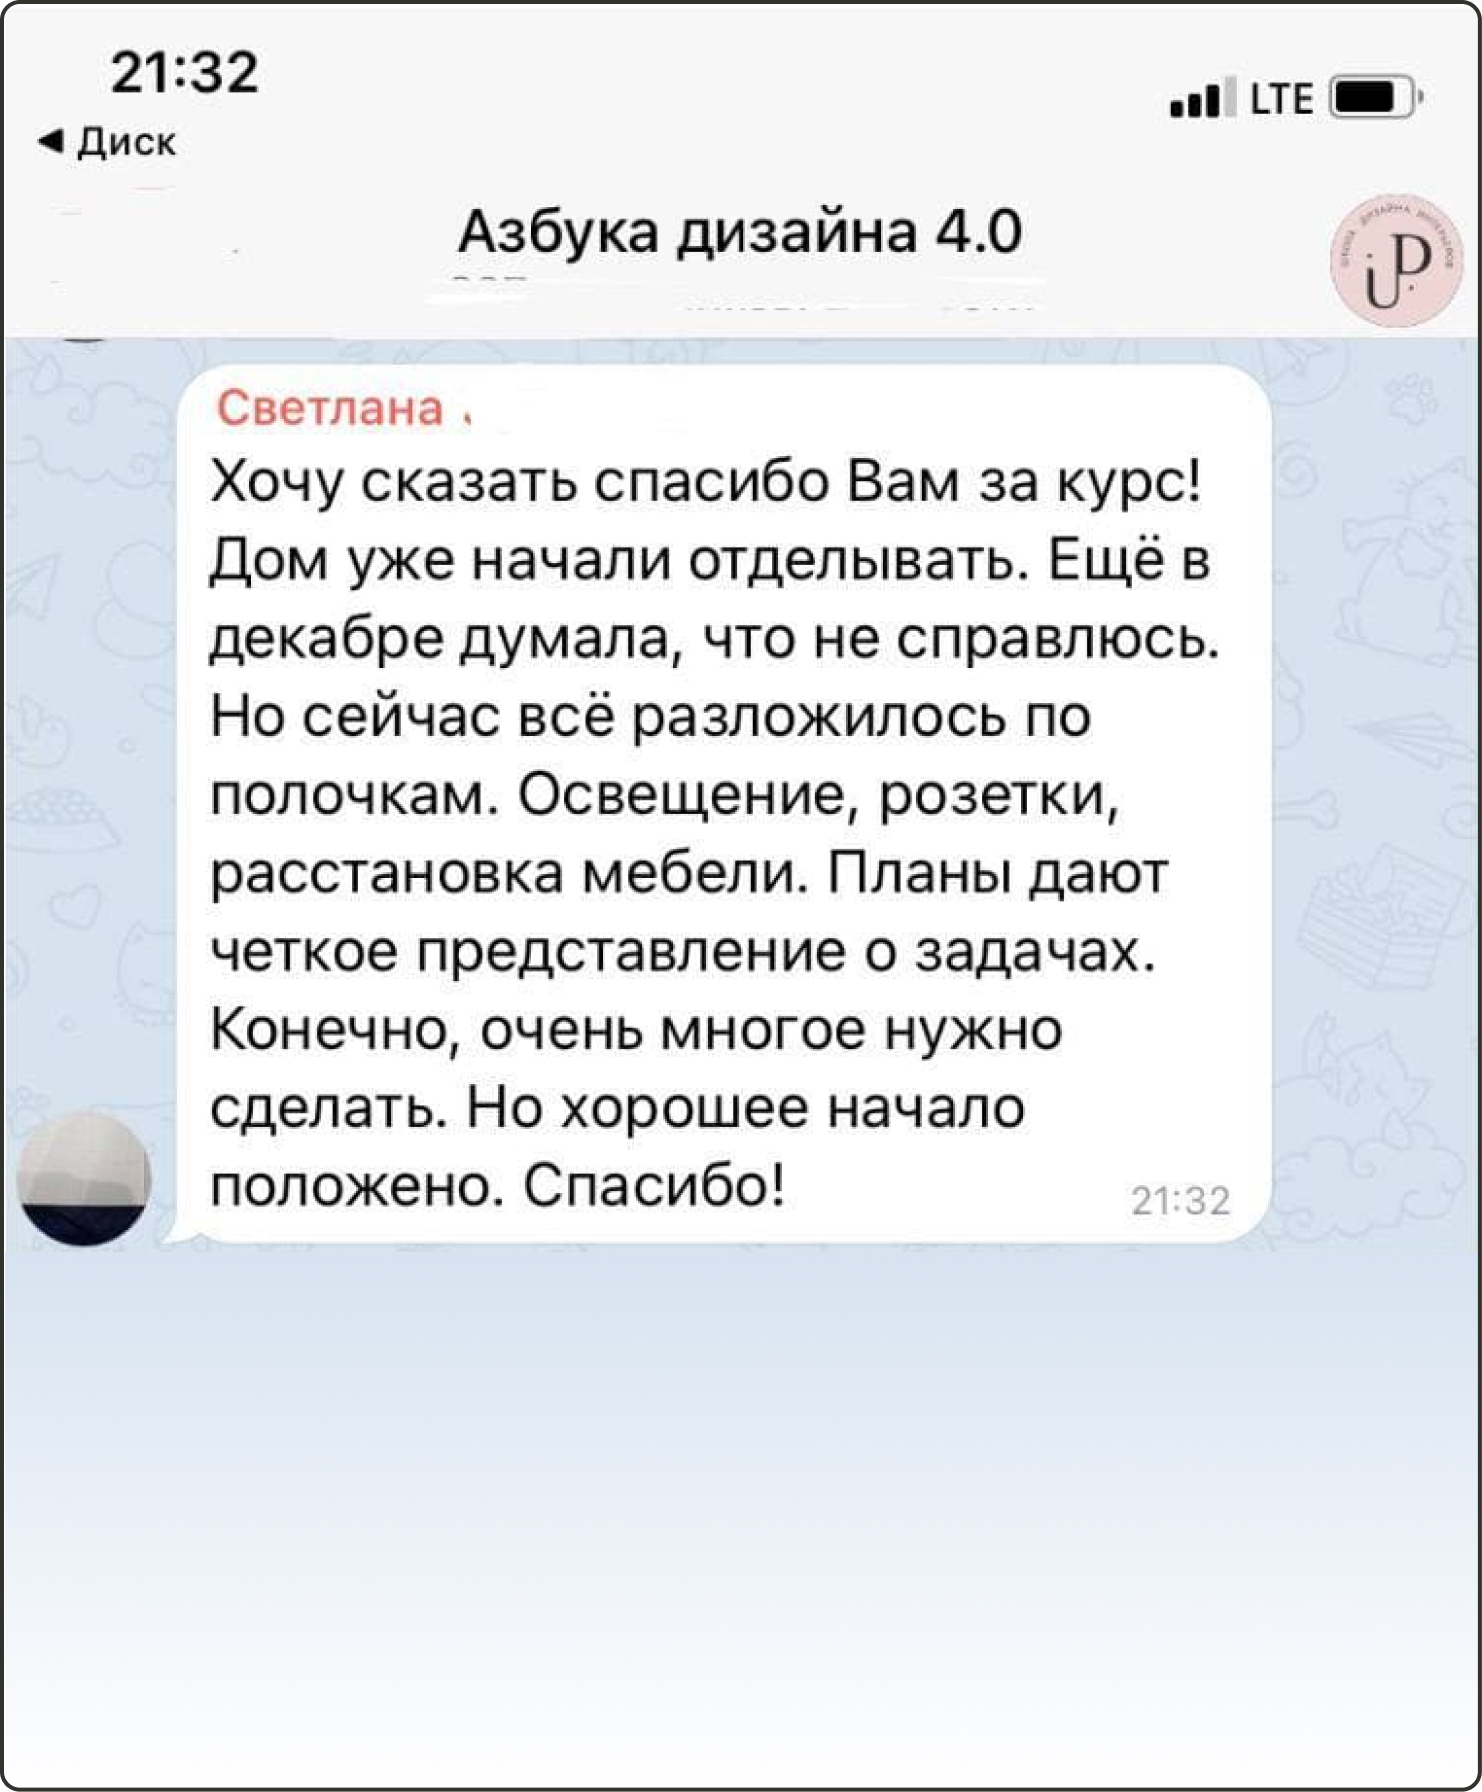 21:32
LTE
◀ Диск
Азбука дизайна 4.0
Светлана
Хочу сказать спасибо Вам за курс!
Дом уже начали отделывать. Ещё в
декабре думала, что не справлюсь.
Но сейчас всё разложилось по
полочкам. Освещение, розетки,
расстановка мебели. Планы дают
четкое представление о задачах.
Конечно, очень многое нужно
сделать. Но хорошее начало
положено. Спасибо!
21:32